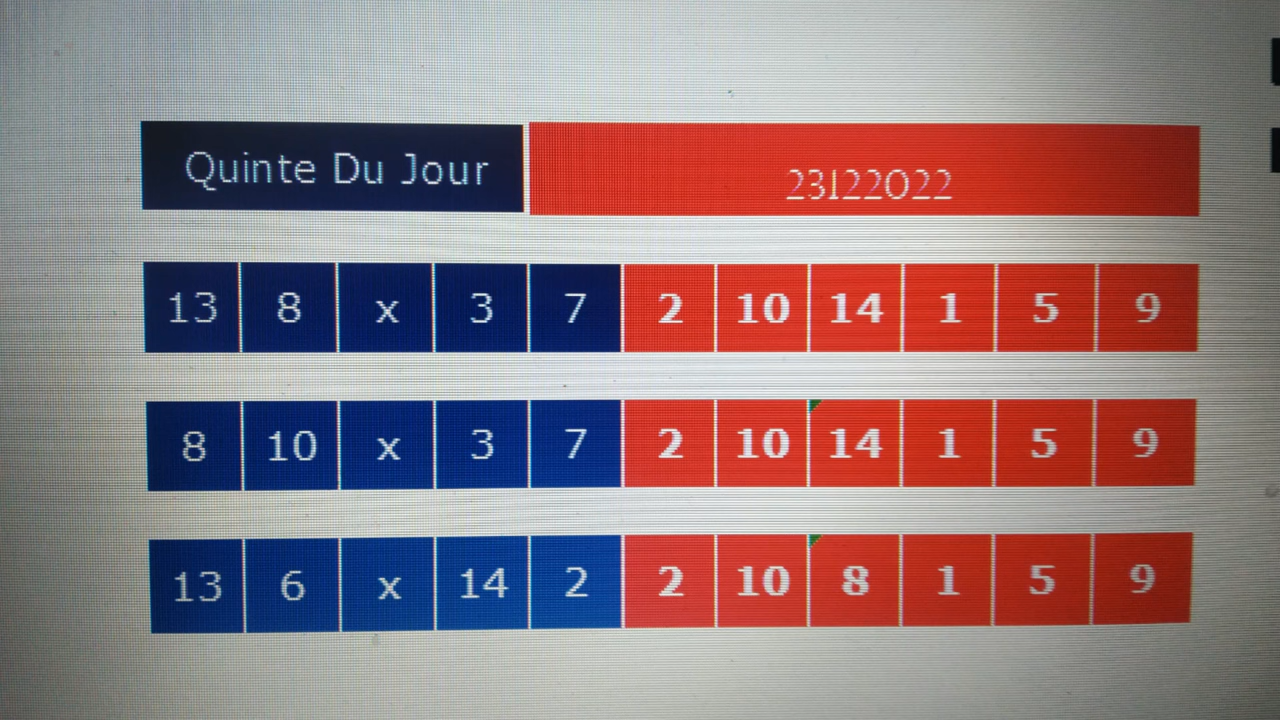 Quinte Du Jour 23122022
13 8 x 3 7 2 10 14 1 5 9
8 10 x 3 7 2 10 14 1 5 9
13 6 x 14 2 2 10 8 1 5 9